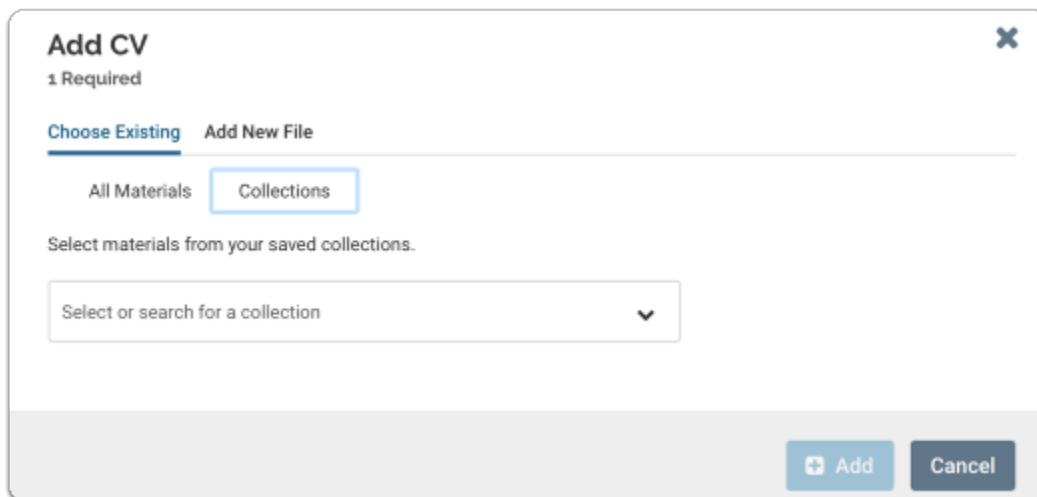 Add CV
1 Required
Choose Existing Add New File
All Materials Collections
Select materials from your saved collections.
Select or search for a collection
Add Cancel